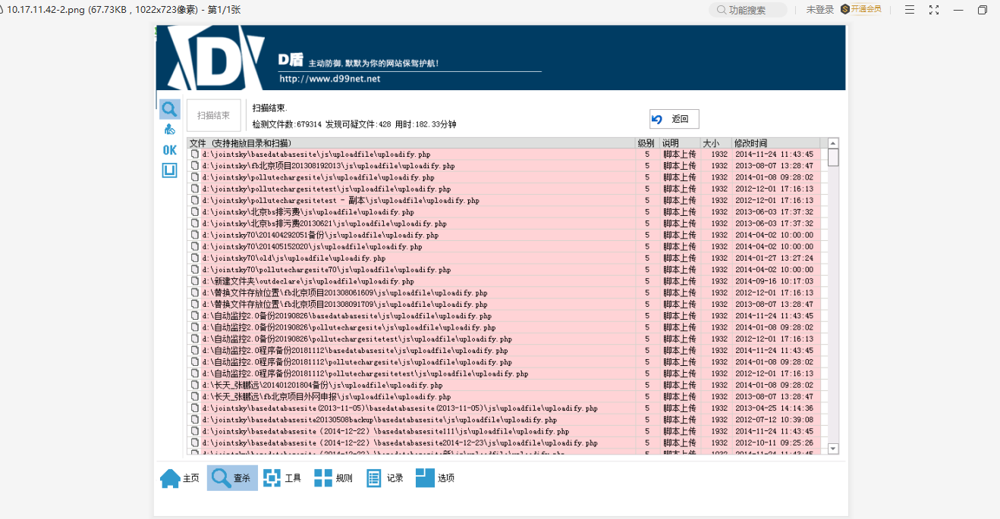 10.17.11.42-2.png (67.73KB , 1022x723像素) - 第1/1张
功能搜索
未登录
S 开通会员
D
D盾 主动防御,默默为你的网站保驾护航!
http://www.d99net.net
扫描结束
扫描结束.
检测文件数:679314 发现可疑文件:428 用时:182.33分钟
返回
OK
文件 (支持拖放目录和扫描) 级别 说明 大小 修改时间
d:\jointsky\basedatabasesite\js\uploadfile\uploadify.php 5 脚本上传 1932 2014-11-24 11:43:45
d:\jointsky\fb北京项目201308192013\js\uploadfile\uploadify.php 5 脚本上传 1932 2013-08-07 13:28:47
d:\jointsky\pollutechargesite\js\uploadfile\uploadify.php 5 脚本上传 1932 2014-01-08 09:28:02
d:\jointsky\pollutechargesitetest\js\uploadfile\uploadify.php 5 脚本上传 1932 2012-12-01 17:16:13
d:\jointsky\pollutechargesitetest - 副本\js\uploadfile\uploadify.php 5 脚本上传 1932 2012-12-01 17:16:13
d:\jointsky\北京bs排污费\js\uploadfile\uploadify.php 5 脚本上传 1932 2013-06-03 17:37:32
d:\jointsky\北京bs排污费20130621\js\uploadfile\uploadify.php 5 脚本上传 1932 2013-06-03 17:37:32
d:\jointsky70\201404292051备份\js\uploadfile\uploadify.php 5 脚本上传 1932 2014-04-02 10:00:00
d:\jointsky70\201405152020\js\uploadfile\uploadify.php 5 脚本上传 1932 2014-04-02 10:00:00
d:\jointsky70\old\js\uploadfile\uploadify.php 5 脚本上传 1932 2014-01-27 13:27:24
d:\jointsky70\pollutechargesite70\js\uploadfile\uploadify.php 5 脚本上传 1932 2014-04-02 10:00:00
d:\新建文件夹\outdeclare\js\uploadfile\uploadify.php 5 脚本上传 1932 2014-09-16 10:17:03
d:\替换文件存放位置\fb北京项目201308061609\js\uploadfile\uploadify.php 5 脚本上传 1932 2012-12-01 17:16:13
d:\替换文件存放位置\fb北京项目201308091709\js\uploadfile\uploadify.php 5 脚本上传 1932 2013-08-07 13:28:47
d:\自动监控2.0备份20190826\basedatabasesite\js\uploadfile\uploadify.php 5 脚本上传 1932 2014-11-24 11:43:45
d:\自动监控2.0备份20190826\pollutechargesite\js\uploadfile\uploadify.php 5 脚本上传 1932 2014-01-08 09:28:02
d:\自动监控2.0备份20190826\pollutechargesitetest\js\uploadfile\uploadify.php 5 脚本上传 1932 2012-12-01 17:16:13
d:\自动监控2.0程序备份20181112\basedatabasesite\js\uploadfile\uploadify.php 5 脚本上传 1932 2014-11-24 11:43:45
d:\自动监控2.0程序备份20181112\pollutechargesite\js\uploadfile\uploadify.php 5 脚本上传 1932 2014-01-08 09:28:02
d:\自动监控2.0程序备份20181112\pollutechargesitetest\js\uploadfile\uploadify.php 5 脚本上传 1932 2012-12-01 17:16:13
d:\长天_张鹏远\201401201804备份\js\uploadfile\uploadify.php 5 脚本上传 1932 2014-01-08 09:28:02
d:\长天_张鹏远\fb北京项目外网申报\js\uploadfile\uploadify.php 5 脚本上传 1932 2013-08-07 13:28:47
d:\jointsky\basedatabasesite(2013-11-05)\basedatabasesite(2013-11-05)\js\uploadfile\uploadify.php 5 脚本上传 1932 2013-04-25 14:14:36
d:\jointsky\basedatabasesite20130508backup\basedatabasesite\js\uploadfile\uploadify.php 5 脚本上传 1932 2012-07-12 10:39:08
d:\jointsky\basedatabasesite（2014-12-22）\basedatabasesite111\js\uploadfile\uploadify.php 5 脚本上传 1932 2014-11-24 11:43:45
d:\jointsky\basedatabasesite（2014-12-22）\basedatabasesite2014-12-23\js\uploadfile\uploadify.php 5 脚本上传 1932 2012-10-11 09:25:26
d:\jointsky\basedatabasesite（2014-12-22）\basedatabasesite新\js\uploadfile\uploadify.php 5 脚本上传 1932 2014-11-24 11:43:45
主页 查杀 工具 规则 记录 选项